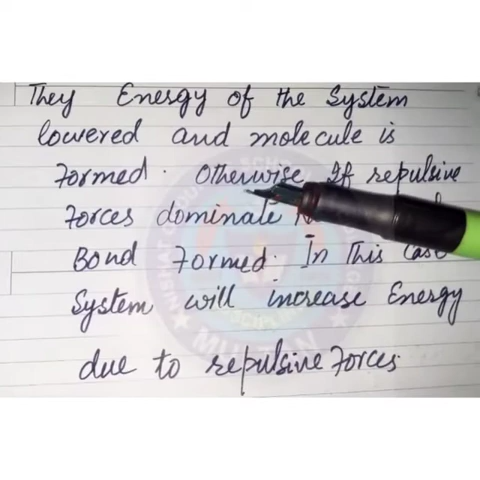 They Energy of the System
lowered and molecule is
Formed. Otherwise If repulsive
Forces dominate
Bond Formed. In This Case
System will increase Energy
due to repulsive Forces.